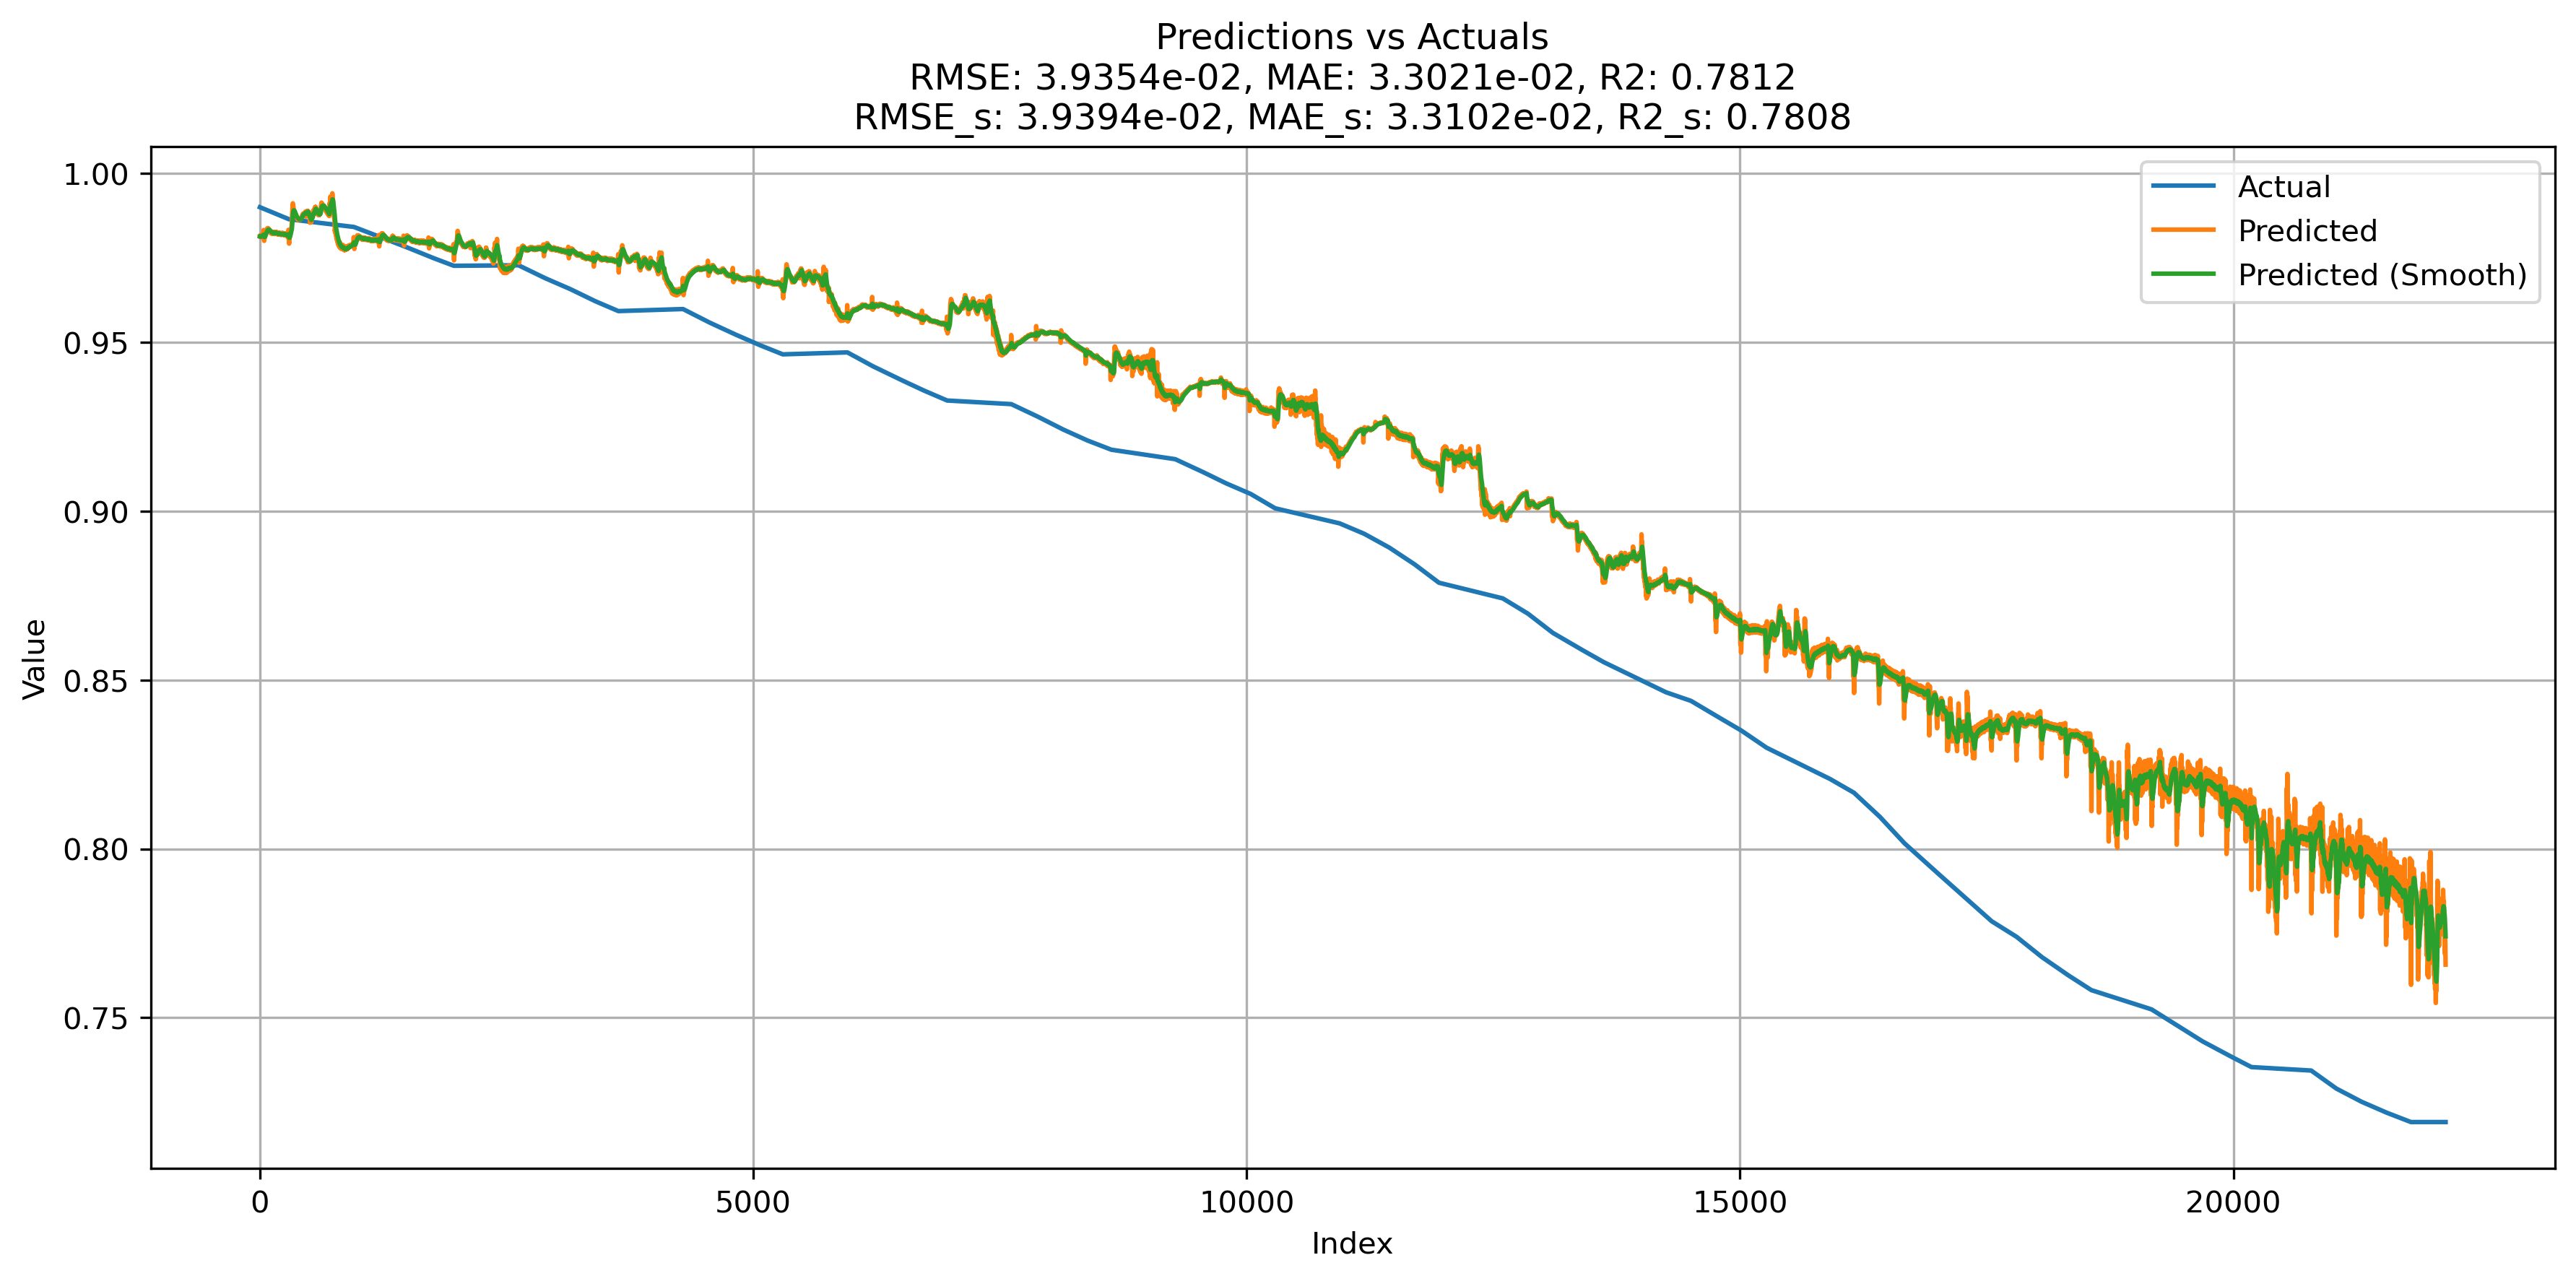 Predictions vs Actuals
RMSE: 3.9354e-02, MAE: 3.3021e-02, R2: 0.7812
RMSE_s: 3.9394e-02, MAE_s: 3.3102e-02, R2_s: 0.7808
Actual
Predicted
Predicted (Smooth)
Value
1.00
0.95
0.90
0.85
0.80
0.75
0
5000
10000
15000
20000
Index